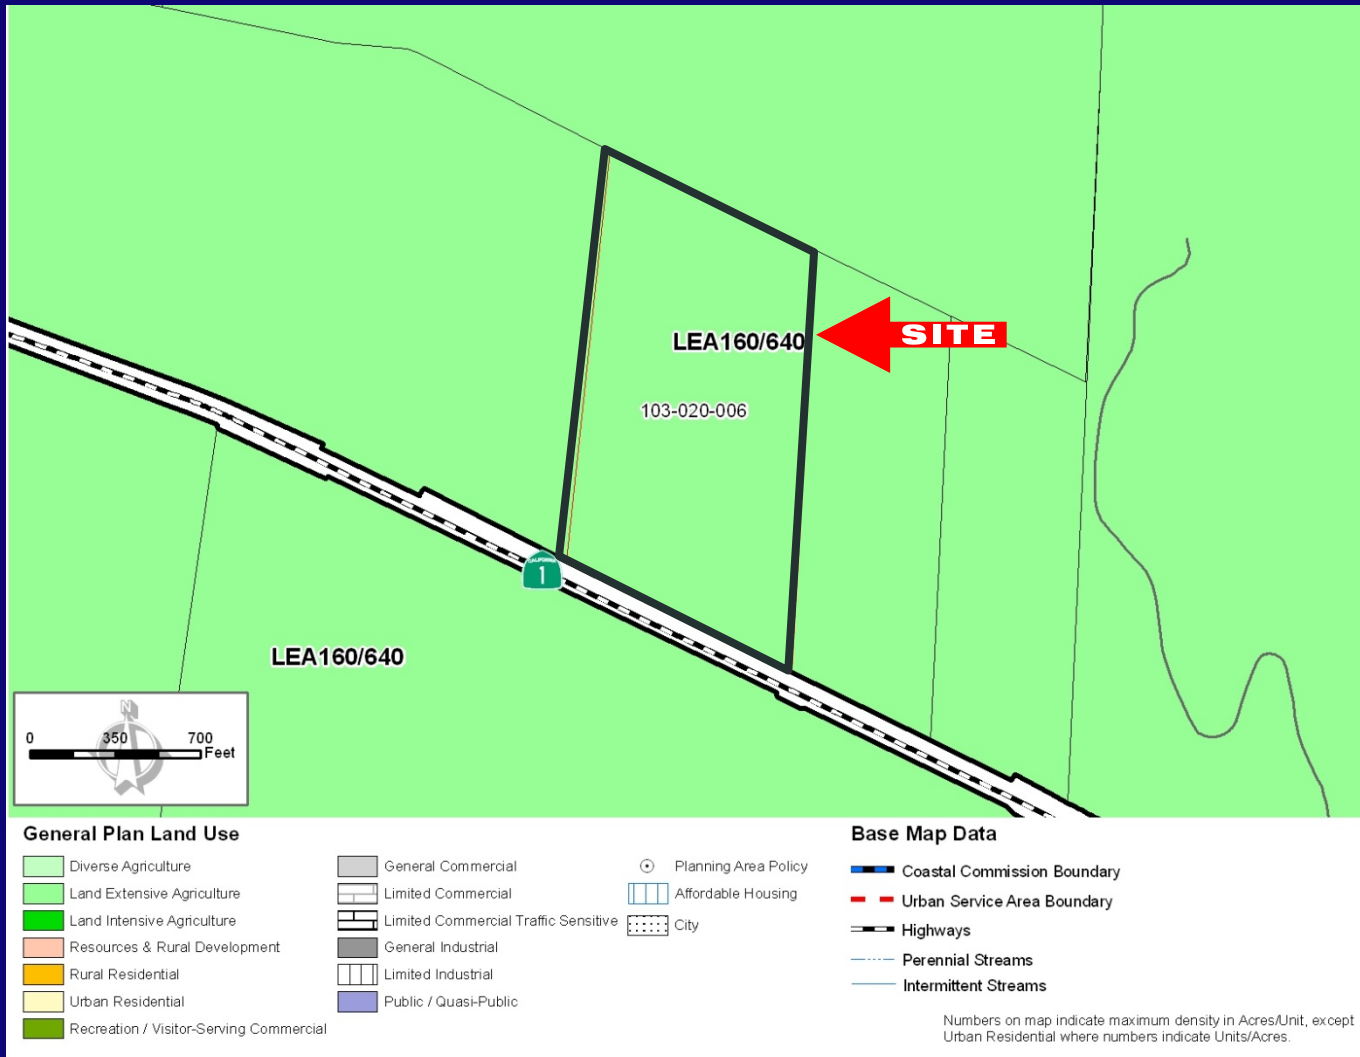 LEA160/640
SITE
103-020-006
CALIFORNIA
1
LEA160/640
N
0 350 700
Feet
General Plan Land Use
Diverse Agriculture
Land Extensive Agriculture
Land Intensive Agriculture
Resources & Rural Development
Rural Residential
Urban Residential
Recreation / Visitor-Serving Commercial
General Commercial
Limited Commercial
Limited Commercial Traffic Sensitive
General Industrial
Limited Industrial
Public / Quasi-Public
Planning Area Policy
Affordable Housing
City
Base Map Data
Coastal Commission Boundary
Urban Service Area Boundary
Highways
Perennial Streams
Intermittent Streams
Numbers on map indicate maximum density in Acres/Unit, except
Urban Residential where numbers indicate Units/Acres.